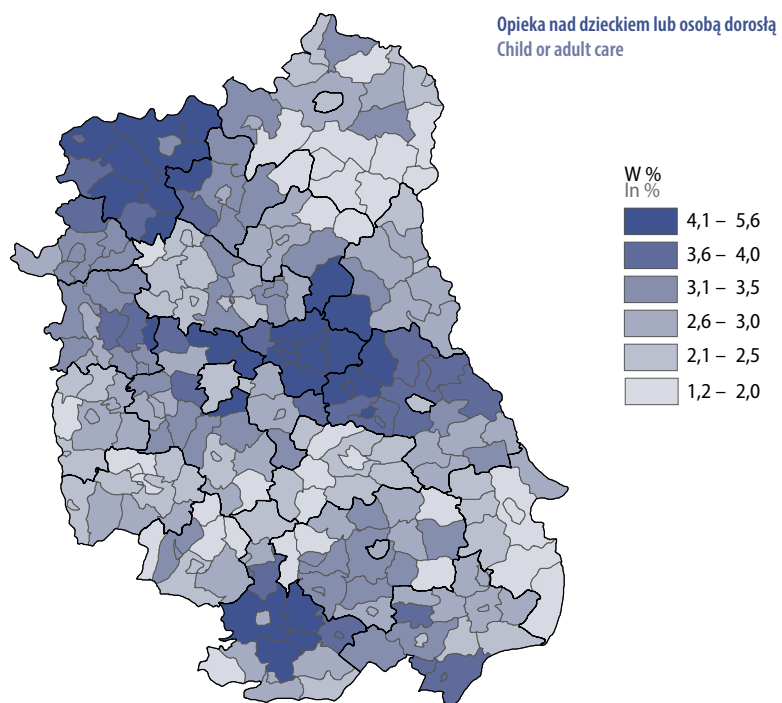 Opieka nad dzieckiem lub osobą dorosłą
Child or adult care
W %
In %
4,1 – 5,6
3,6 – 4,0
3,1 – 3,5
2,6 – 3,0
2,1 – 2,5
1,2 – 2,0